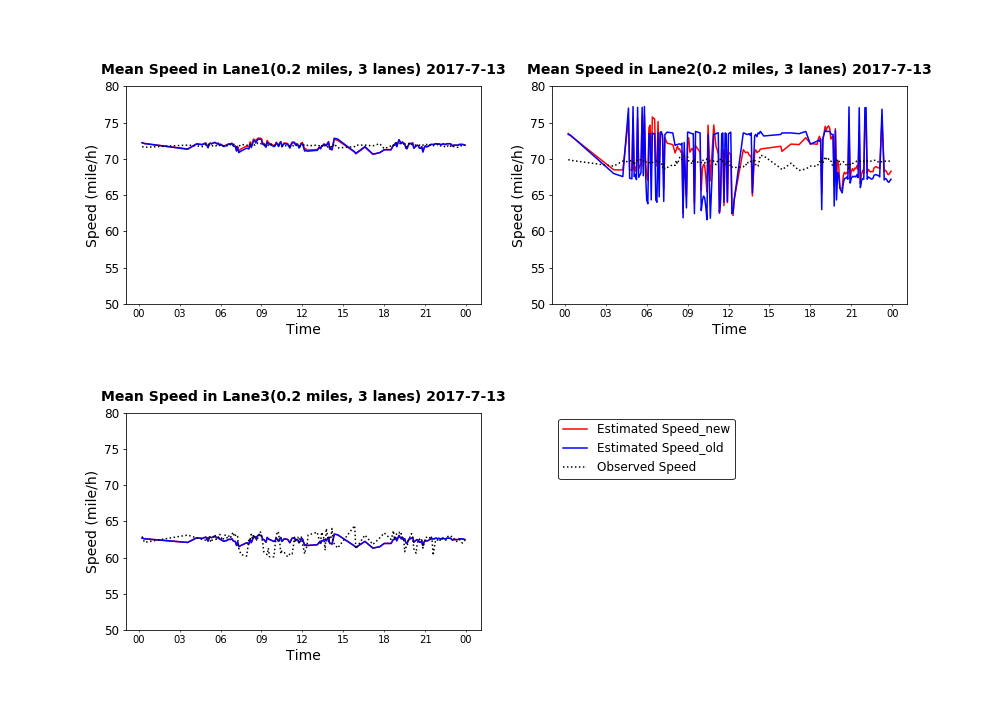 Mean Speed in Lane1(0.2 miles, 3 lanes) 2017-7-13
80
75
70
65
60
55
50
Speed (mile/h)
00 03 06 09 12 15 18 21 00
Time
Mean Speed in Lane2(0.2 miles, 3 lanes) 2017-7-13
80
75
70
65
60
55
50
Speed (mile/h)
00 03 06 09 12 15 18 21 00
Time
Mean Speed in Lane3(0.2 miles, 3 lanes) 2017-7-13
80
75
70
65
60
55
50
Speed (mile/h)
00 03 06 09 12 15 18 21 00
Time
Estimated Speed_new
Estimated Speed_old
Observed Speed